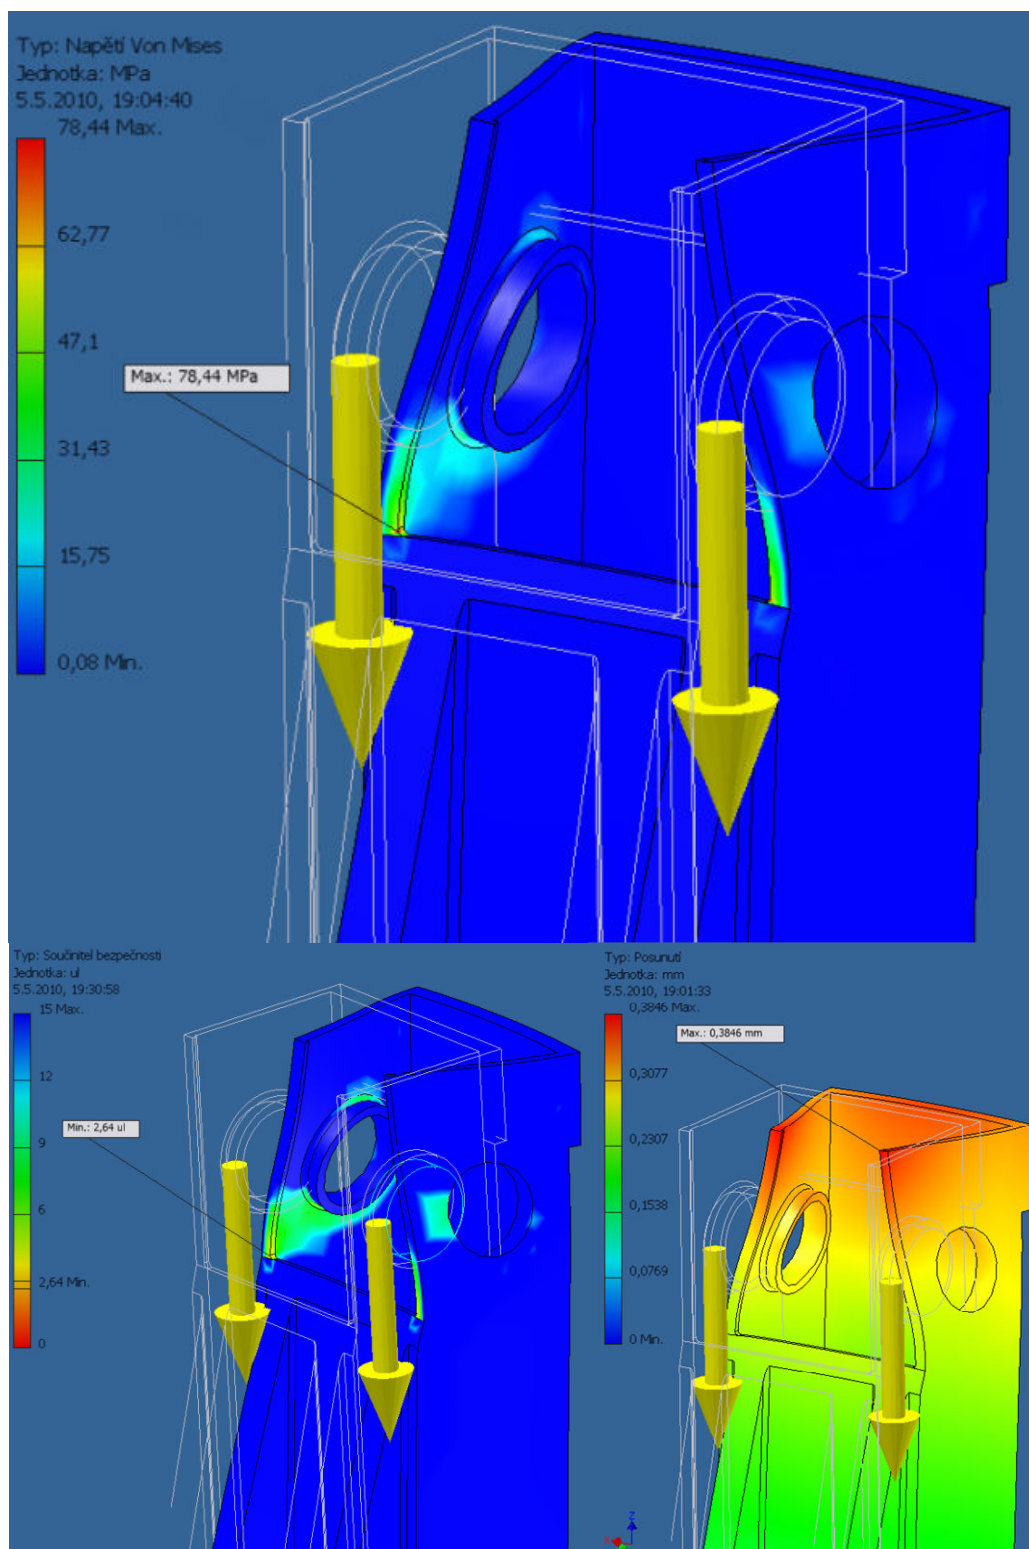 Typ: Napětí Von Mises
Jednotka: MPa
5.5.2010, 19:04:40
78,44 Max.
62,77
47,1
Max.: 78,44 MPa
31,43
15,75
0,08 Min.
Typ: Součinitel bezpečnosti
Jednotka: ul
5.5.2010, 19:30:58
15 Max.
12
9
Min.: 2,64 ul
6
2,64 Min.
0
Typ: Posunutí
Jednotka: mm
5.5.2010, 19:01:33
0,3846 Max.
Max.: 0,3846 mm
0,3077
0,2307
0,1538
0,0769
0 Min.
Z